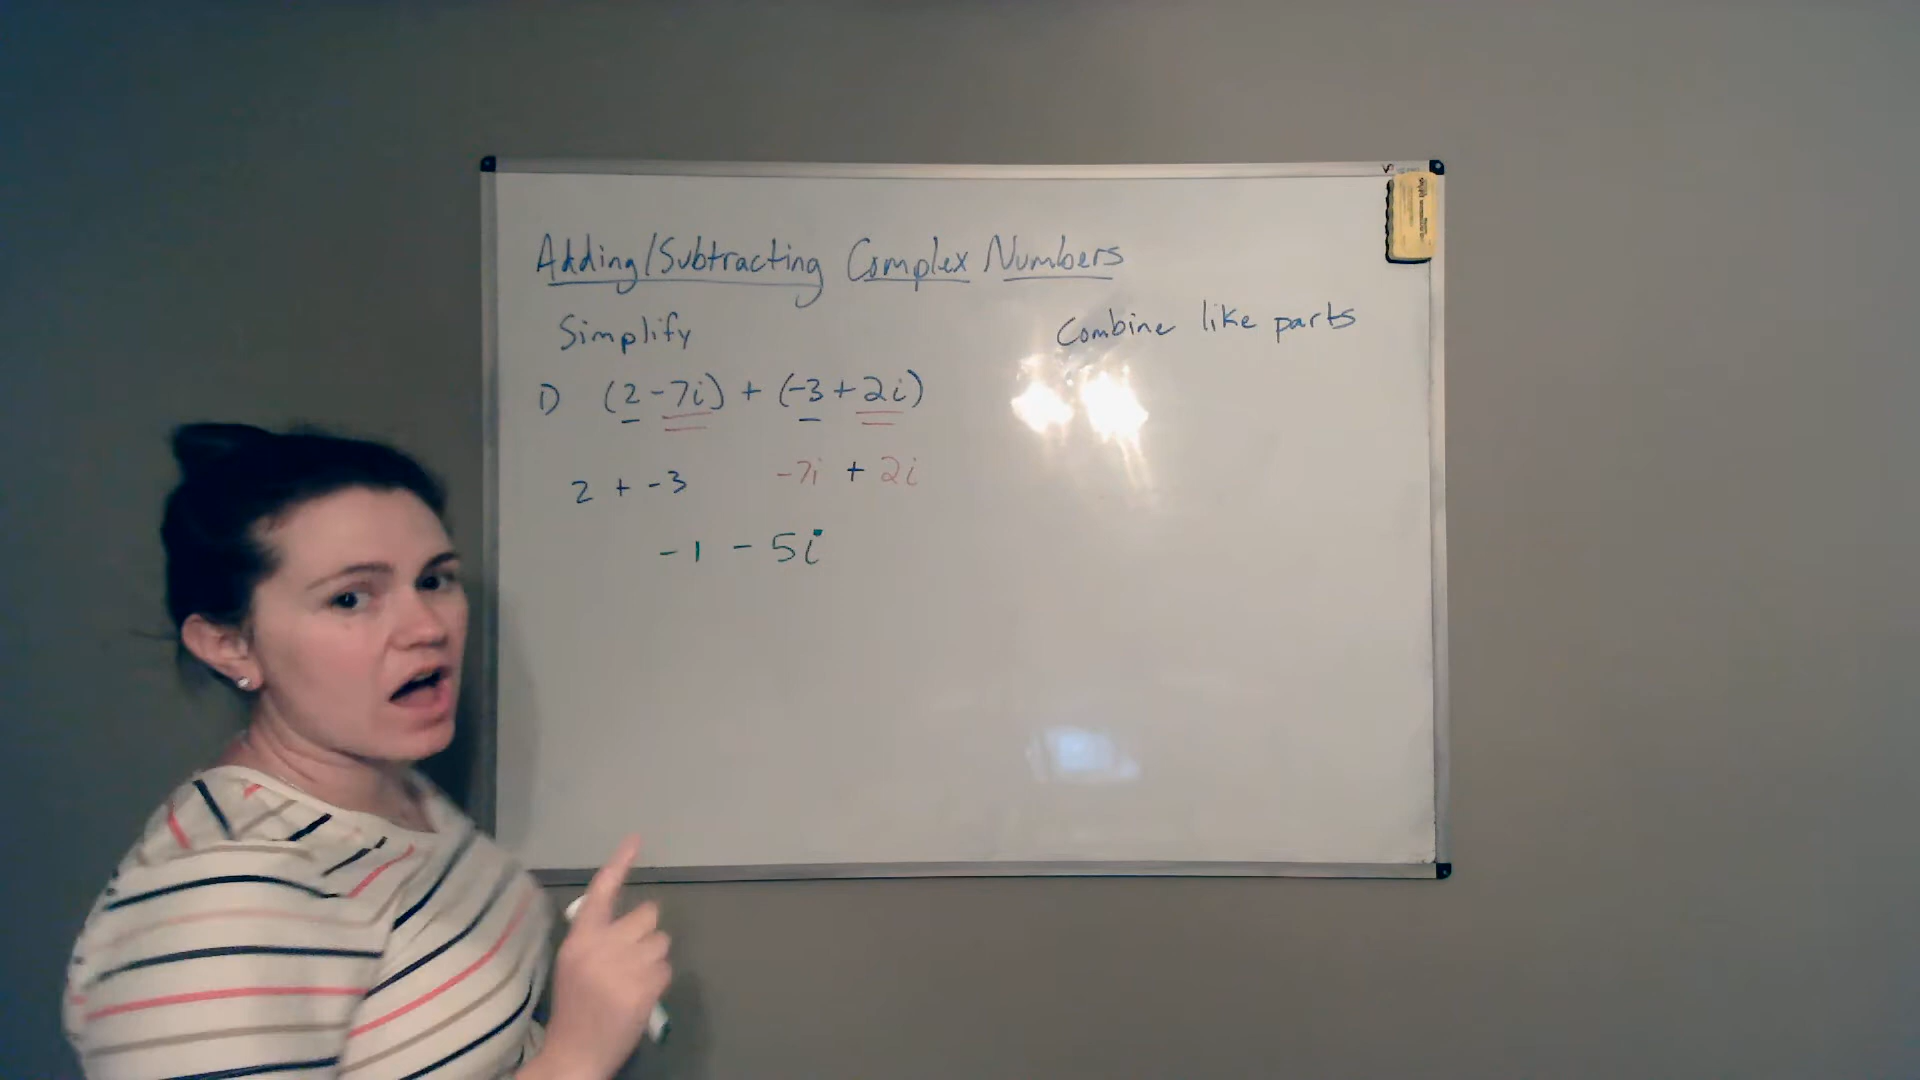 Adding/Subtracting Complex Numbers
Simplify
Combine like parts
1) (2-7i) + (-3+2i)
2 + -3 -7i + 2i
-1 - 5i